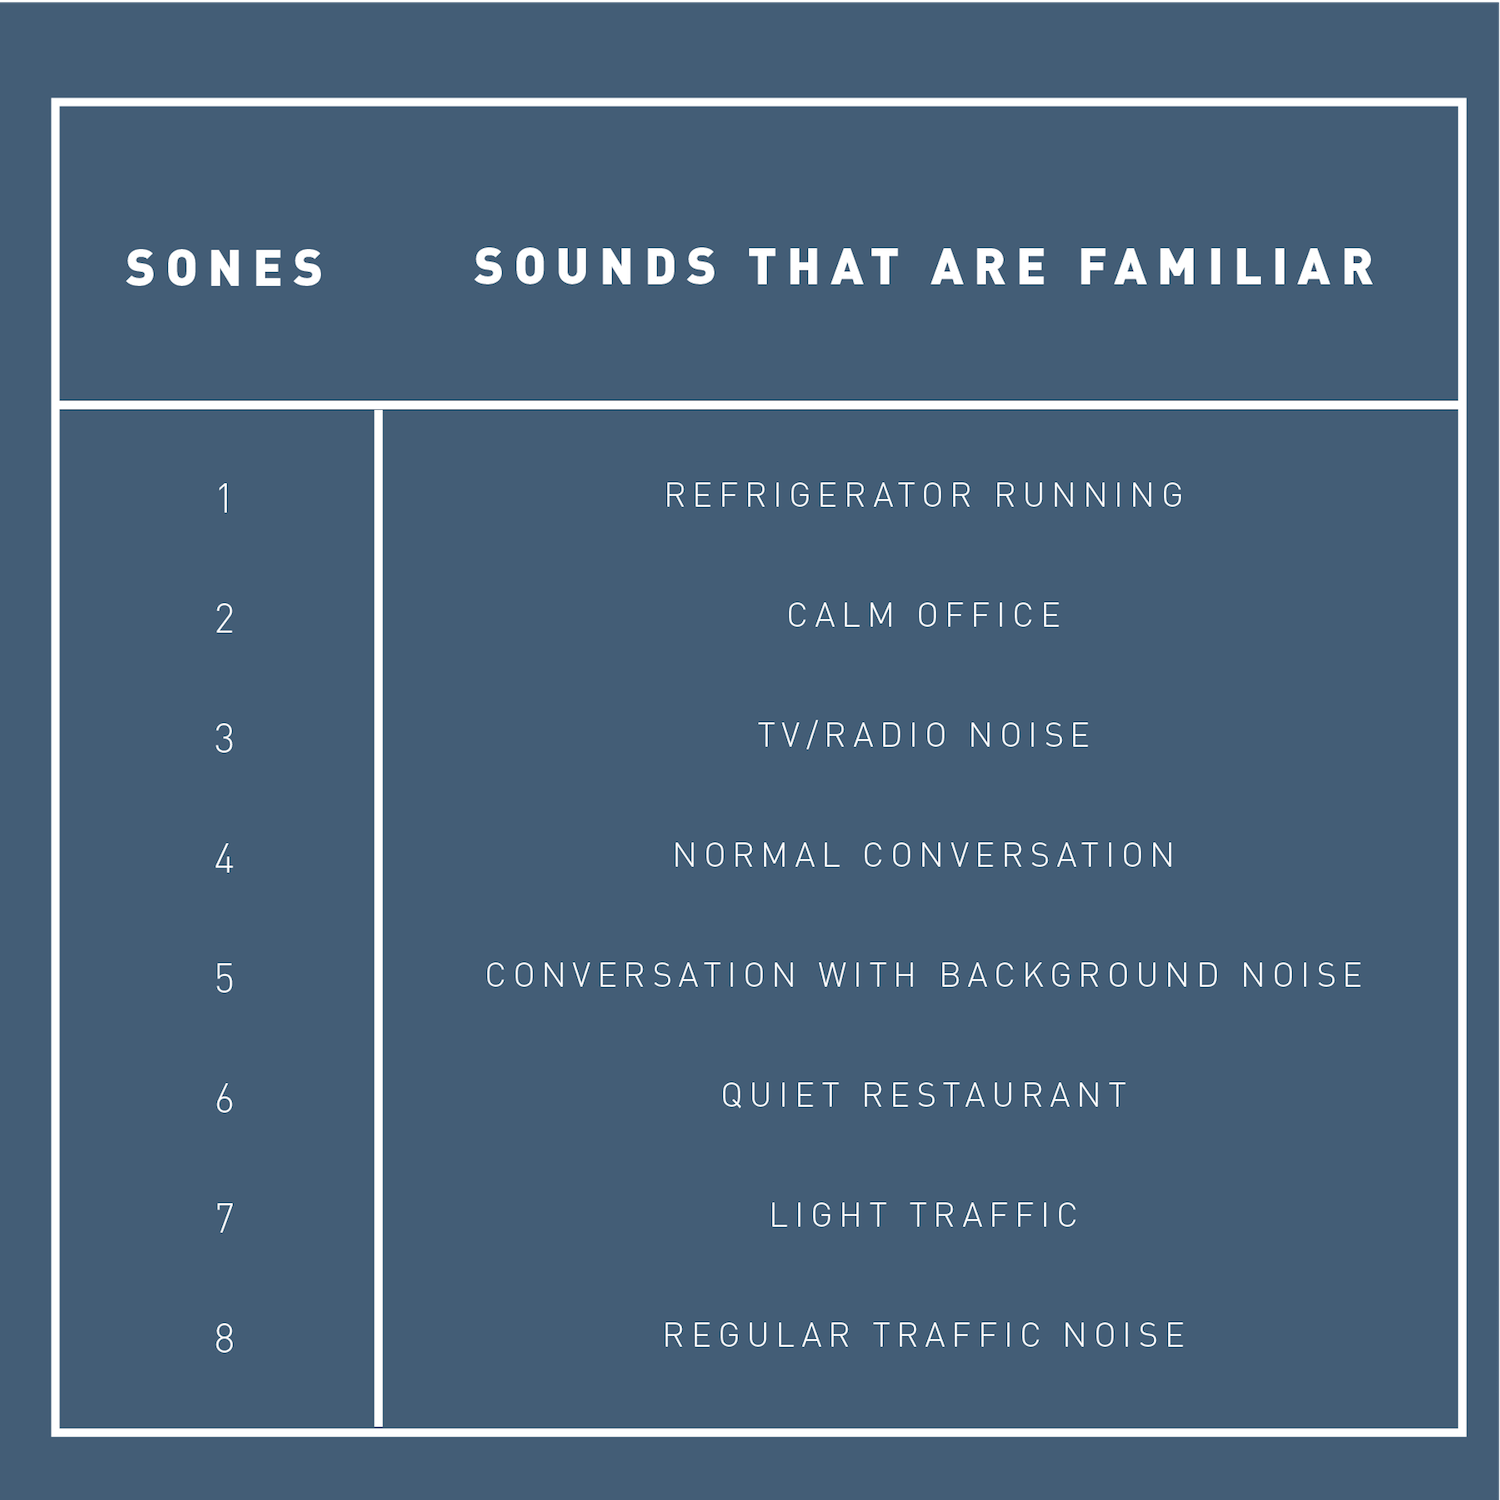 SONES SOUNDS THAT ARE FAMILIAR
1 REFRIGERATOR RUNNING
2 CALM OFFICE
3 TV/RADIO NOISE
4 NORMAL CONVERSATION
5 CONVERSATION WITH BACKGROUND NOISE
6 QUIET RESTAURANT
7 LIGHT TRAFFIC
8 REGULAR TRAFFIC NOISE